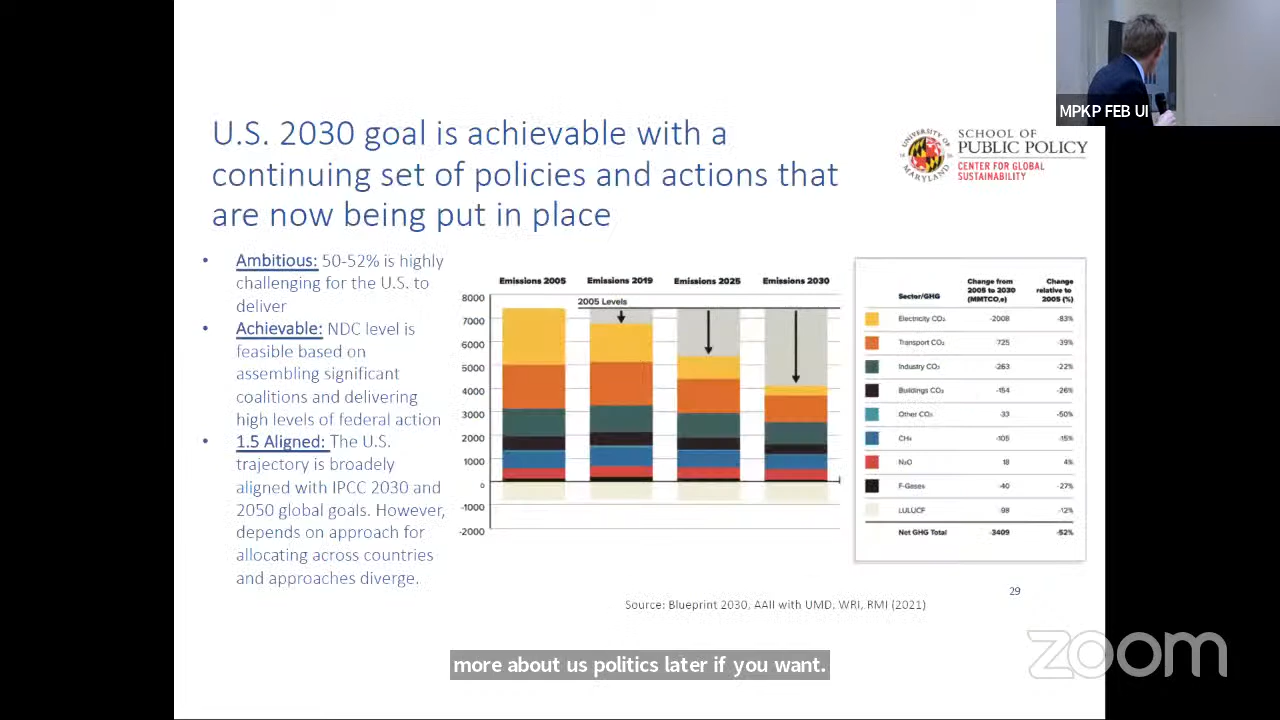 MPKP FEB UI
U.S. 2030 goal is achievable with a
continuing set of policies and actions that
are now being put in place
UNIVERSITY OF
MARYLAND
SCHOOL OF
PUBLIC POLICY
CENTER FOR GLOBAL
SUSTAINABILITY
• Ambitious: 50-52% is highly
challenging for the U.S. to
deliver
• Achievable: NDC level is
feasible based on
assembling significant
coalitions and delivering
high levels of federal action
• 1.5 Aligned: The U.S.
trajectory is broadely
aligned with IPCC 2030 and
2050 global goals. However,
depends on approach for
allocating across countries
and approaches diverge.
Emissions 2005 Emissions 2019 Emissions 2025 Emissions 2030
2005 Levels
8000
7000
6000
5000
4000
3000
2000
1000
0
-1000
-2000
Sector/GHG Change from 2005 to 2030 (MMTCO₂e) Change relative to 2005 (%)
Electricity CO₂ -2008 -83%
Transport CO₂ 725 -39%
Industry CO₂ -263 -22%
Buildings CO₂ -154 -26%
Other CO₂ -33 -50%
CH₄ -105 -15%
N₂O 18 4%
F-Gases -40 -27%
LULUCF -98 -12%
Net GHG Total -3409 -52%
29
Source: Blueprint 2030, AAII with UMD. WRI, RMI (2021)
more about us politics later if you want.
zoom